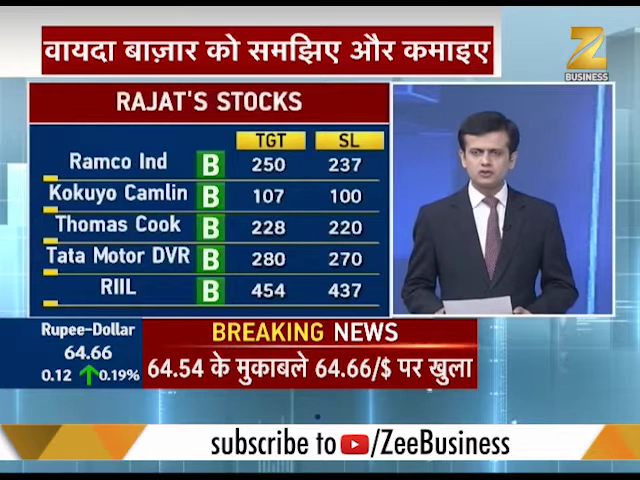 वायदा बाज़ार को समझिए और कमाइए
Z
BUSINESS
RAJAT'S STOCKS
TGT SL
Ramco Ind B 250 237
Kokuyo Camlin B 107 100
Thomas Cook B 228 220
Tata Motor DVR B 280 270
RIIL B 454 437
Rupee-Dollar
64.66
0.12 0.19%
BREAKING NEWS
64.54 के मुकाबले 64.66/$ पर खुला
subscribe to /ZeeBusiness